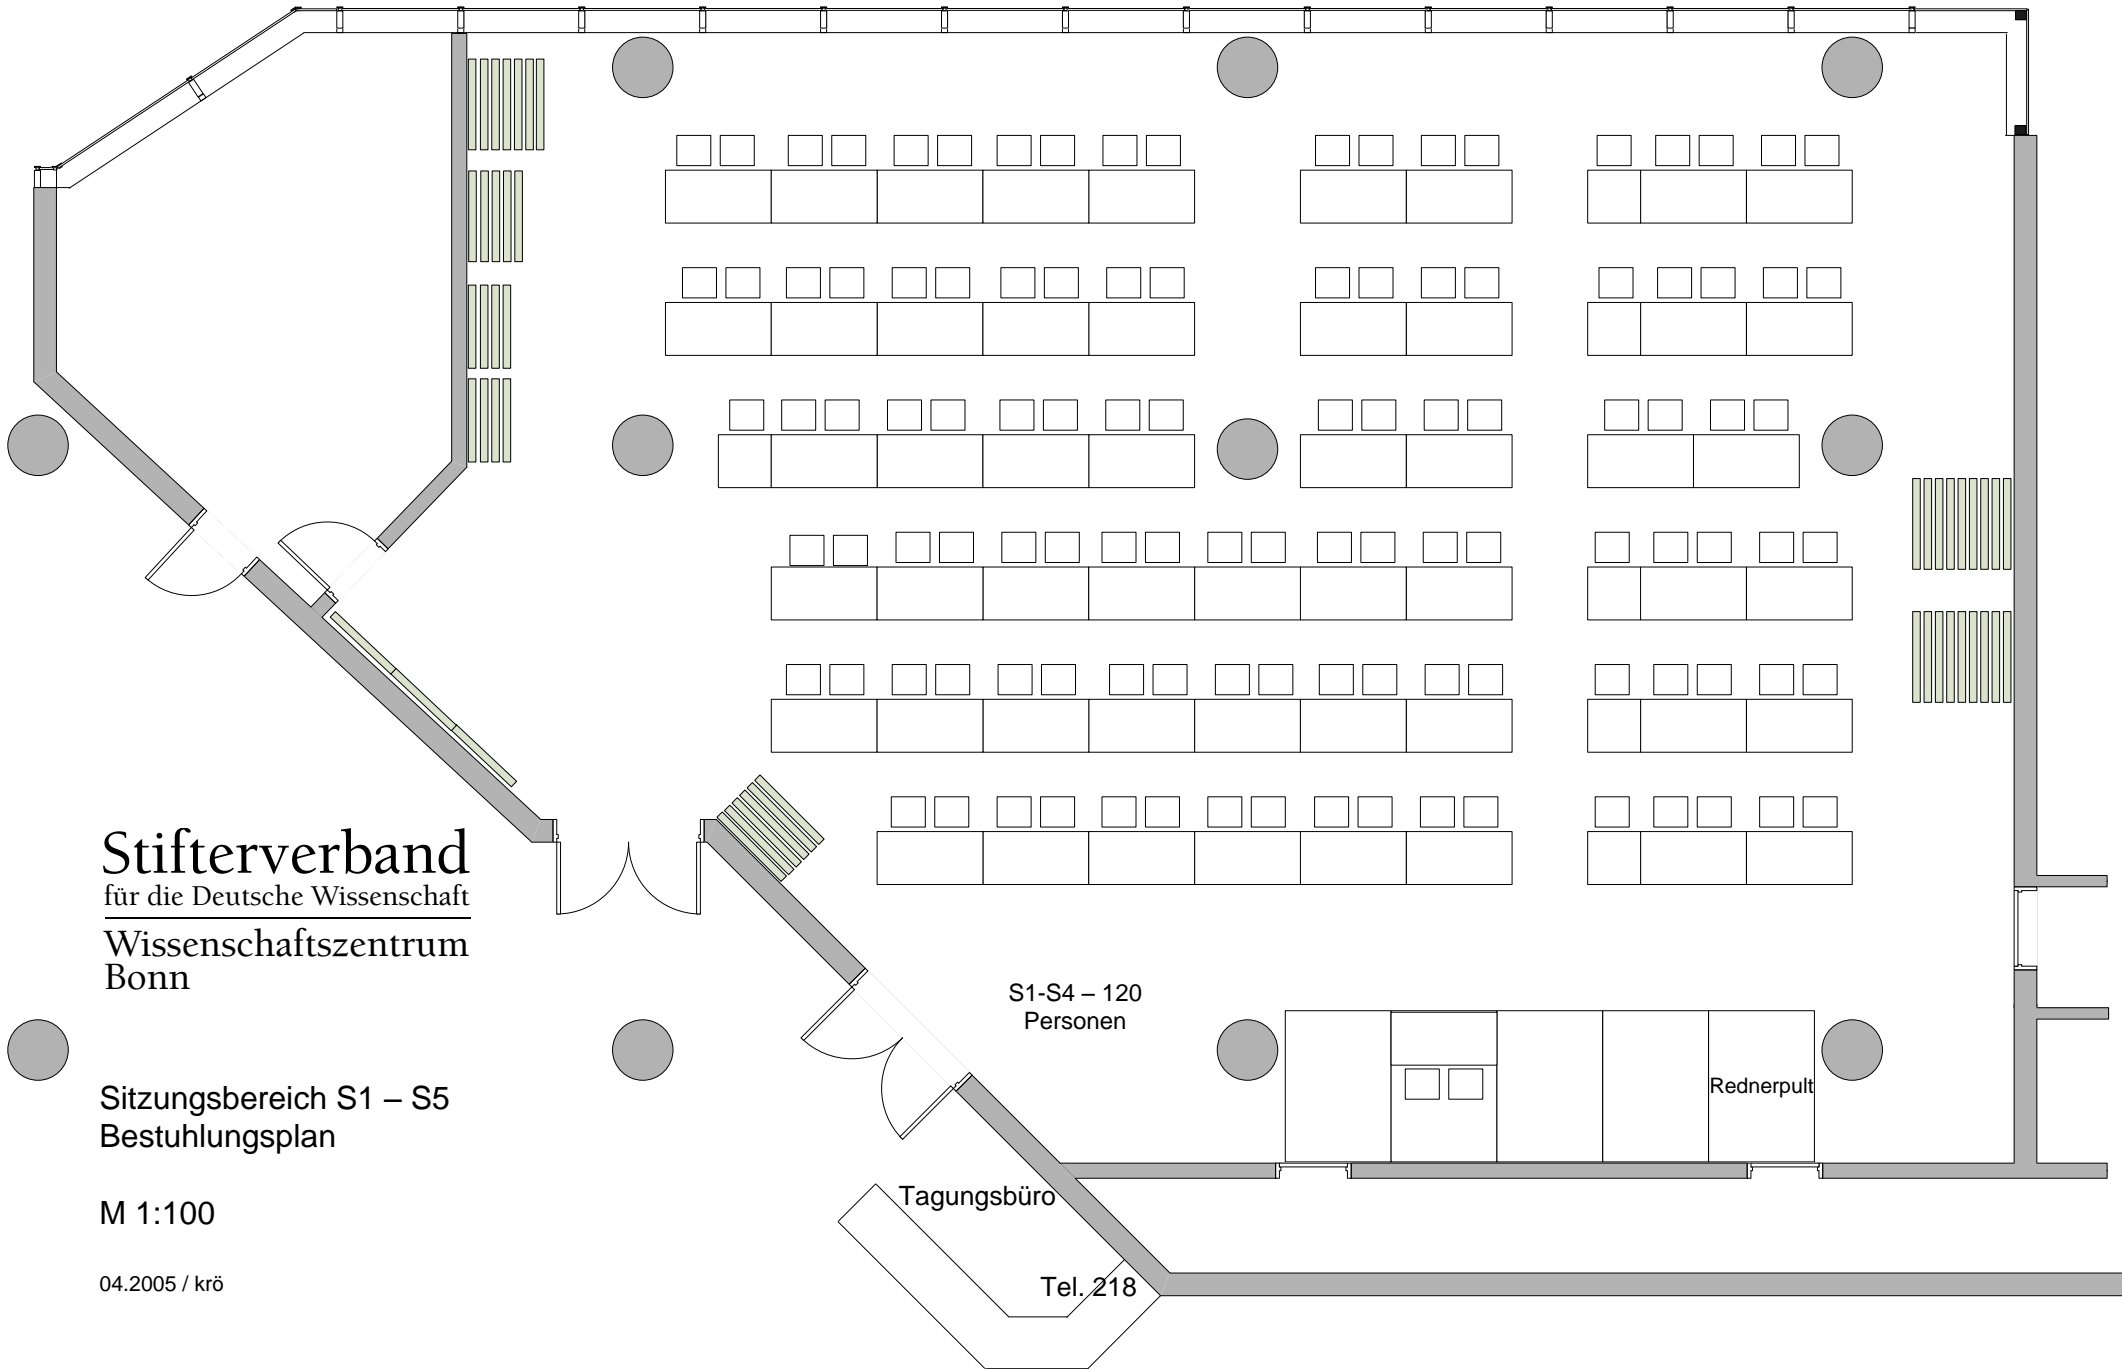 Stifterverband
für die Deutsche Wissenschaft
Wissenschaftszentrum
Bonn
Sitzungsbereich S1 – S5
Bestuhlungsplan
M 1:100
04.2005 / krö
S1-S4 – 120
Personen
Rednerpult
Tagungsbüro
Tel. 218